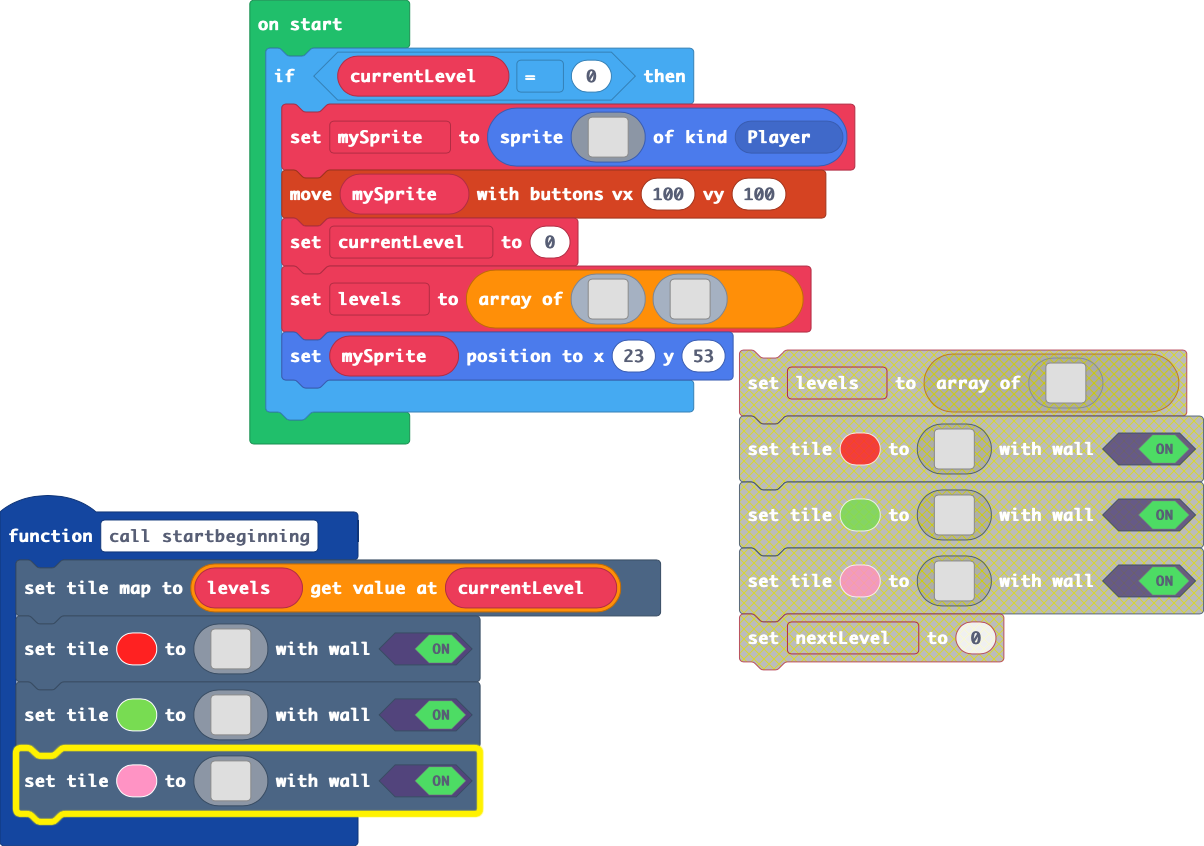 on start
if currentLevel = 0 then
set mySprite to sprite of kind Player
move mySprite with buttons vx 100 vy 100
set currentLevel to 0
set levels to array of
set mySprite position to x 23 y 53
set levels to array of
set tile to with wall ON
set tile to with wall ON
set tile to with wall ON
set nextLevel to 0
function call startbeginning
set tile map to levels get value at currentLevel
set tile to with wall ON
set tile to with wall ON
set tile to with wall ON